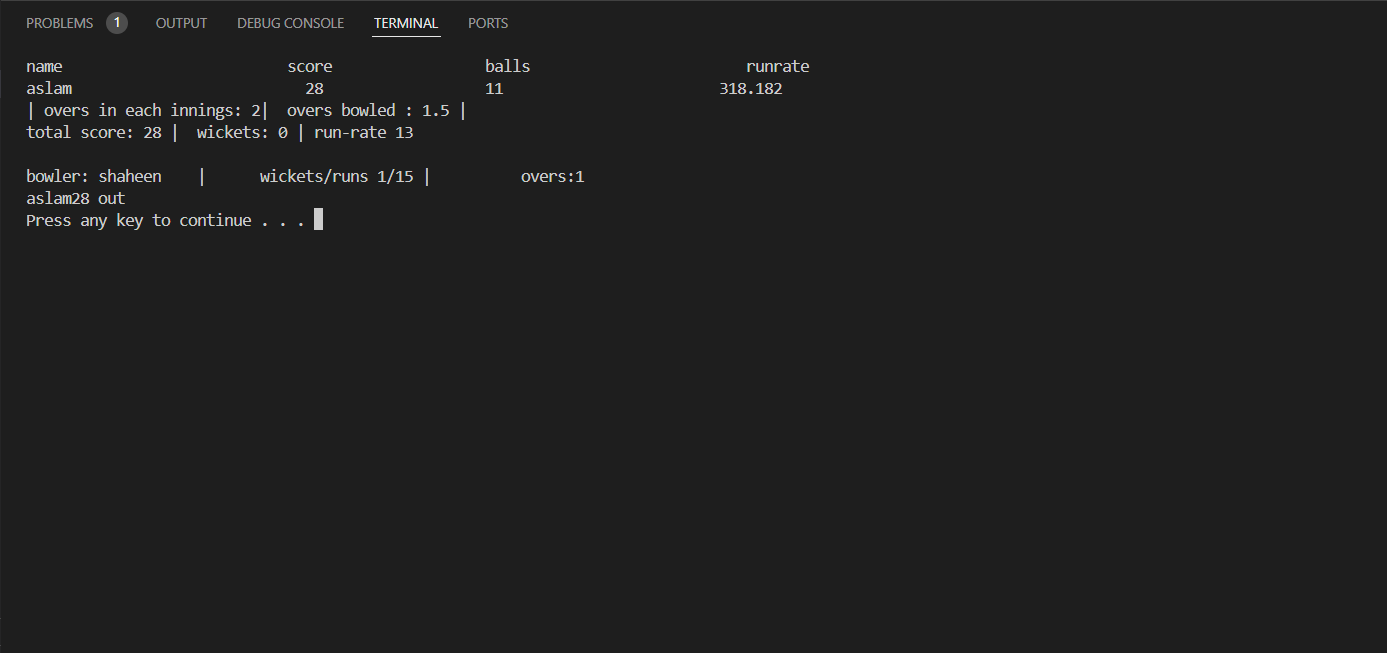 PROBLEMS 1 OUTPUT DEBUG CONSOLE TERMINAL PORTS
name score balls runrate
aslam 28 11 318.182
| overs in each innings: 2| overs bowled : 1.5 |
total score: 28 | wickets: 0 | run-rate 13
bowler: shaheen | wickets/runs 1/15 | overs:1
aslam28 out
Press any key to continue . . .